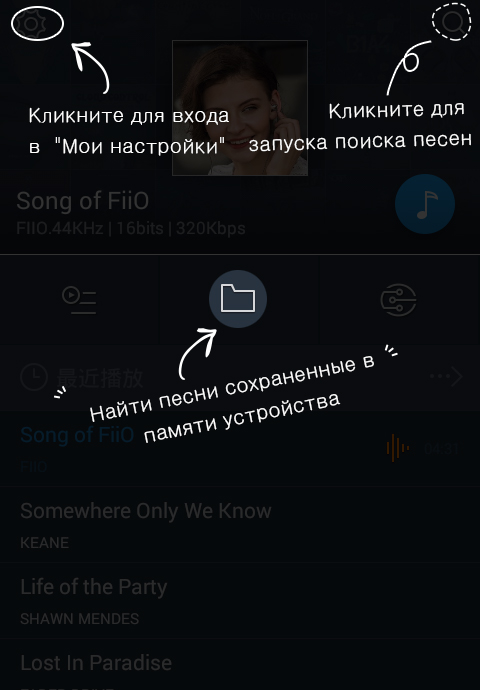 Кликните для входа
в "Мои настройки"
Кликните для
запуска поиска песен
Song of FiiO
FIIO.44KHz | 16bits | 320Kbps
Найти песни сохраненные в
памяти устройства
最近播放
Song of FiiO
FIIO
04:01
Somewhere Only We Know
KEANE
Life of the Party
SHAWN MENDES
Lost In Paradise